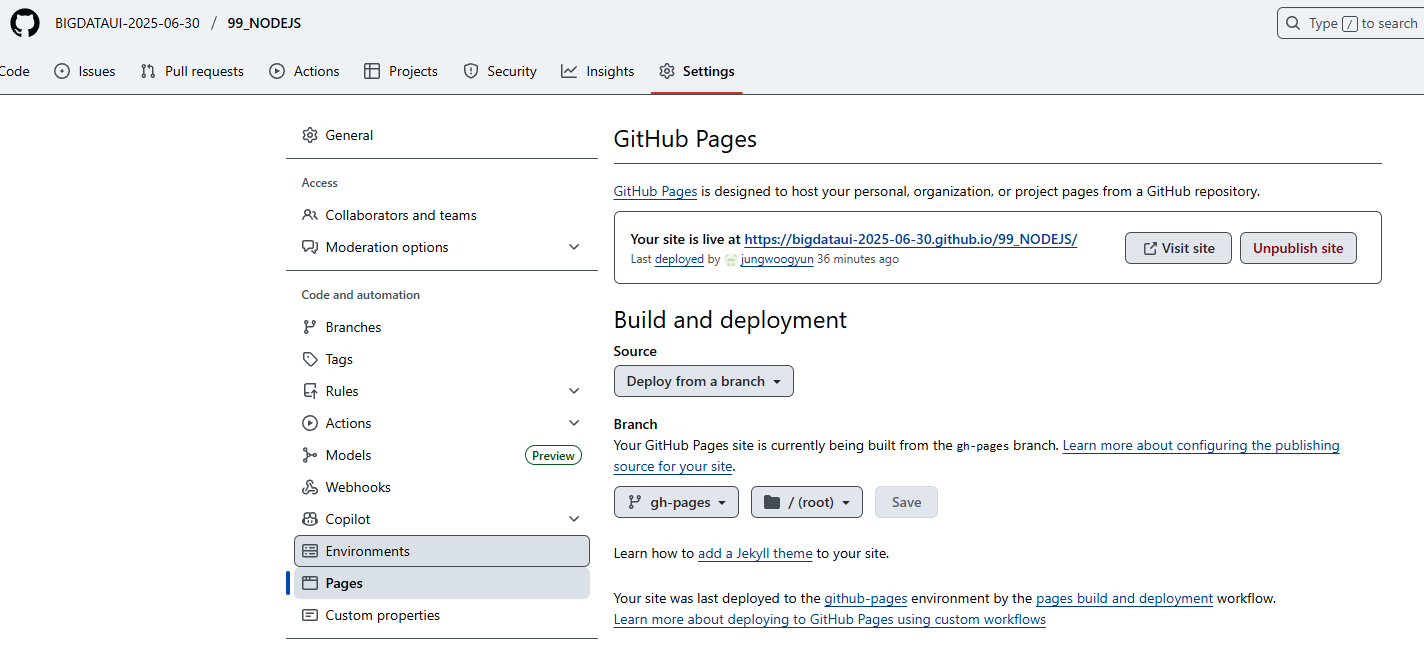 BIGDATAUI-2025-06-30 / 99_NODEJS
Type / to search
Code Issues Pull requests Actions Projects Security Insights Settings
General
Access
Collaborators and teams
Moderation options
Code and automation
Branches
Tags
Rules
Actions
Models Preview
Webhooks
Copilot
Environments
Pages
Custom properties
GitHub Pages
GitHub Pages is designed to host your personal, organization, or project pages from a GitHub repository.
Your site is live at https://bigdataui-2025-06-30.github.io/99_NODEJS/
Last deployed by jungwoogyun 36 minutes ago
Visit site
Unpublish site
Build and deployment
Source
Deploy from a branch
Branch
Your GitHub Pages site is currently being built from the gh-pages branch. Learn more about configuring the publishing
source for your site.
gh-pages / (root) Save
Learn how to add a Jekyll theme to your site.
Your site was last deployed to the github-pages environment by the pages build and deployment workflow.
Learn more about deploying to GitHub Pages using custom workflows